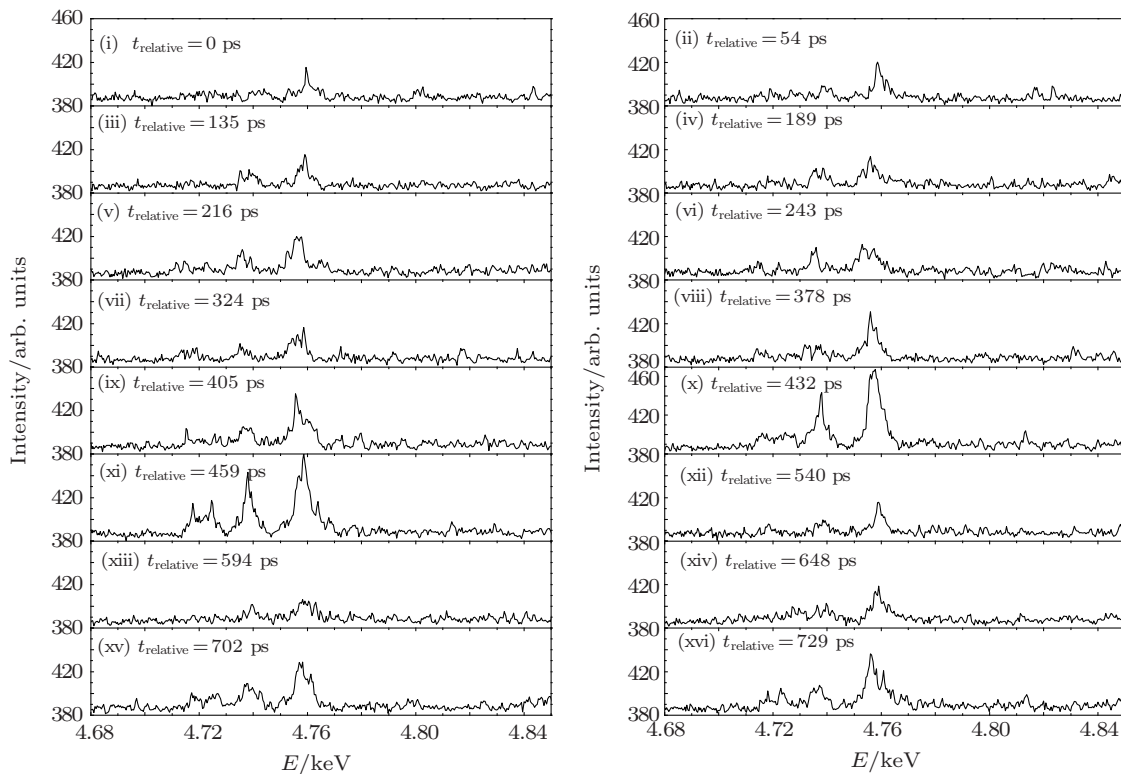 460
420
380
(i) t_relative = 0 ps
(ii) t_relative = 54 ps
460
420
380
(iii) t_relative = 135 ps
420
380
(iv) t_relative = 189 ps
420
380
(v) t_relative = 216 ps
420
380
(vi) t_relative = 243 ps
420
380
(vii) t_relative = 324 ps
420
380
(viii) t_relative = 378 ps
420
380
(ix) t_relative = 405 ps
420
380
(x) t_relative = 432 ps
460
420
380
(xi) t_relative = 459 ps
420
380
(xii) t_relative = 540 ps
420
380
(xiii) t_relative = 594 ps
420
380
(xiv) t_relative = 648 ps
420
380
(xv) t_relative = 702 ps
420
380
(xvi) t_relative = 729 ps
420
380
Intensity/arb. units
Intensity/arb. units
4.68 4.72 4.76 4.80 4.84
4.68 4.72 4.76 4.80 4.84
E/keV
E/keV